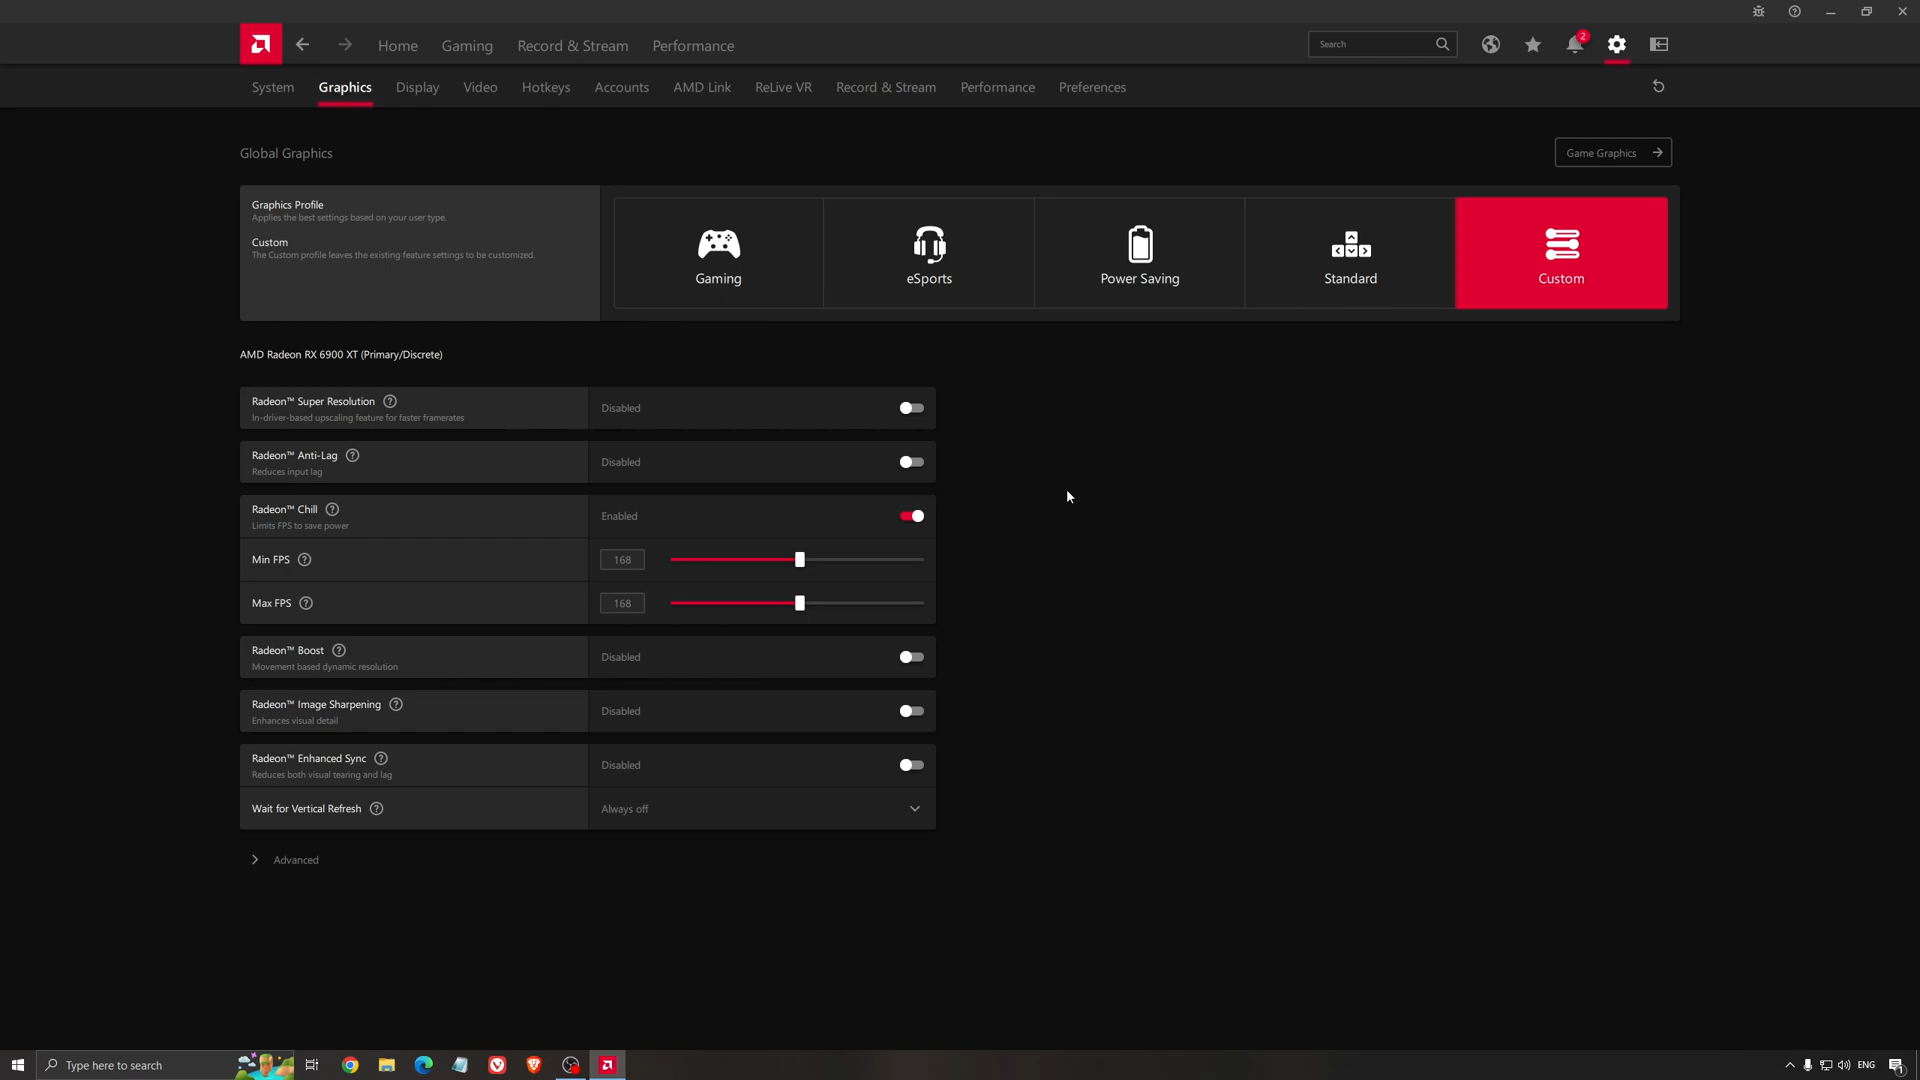 Home
Gaming
Record & Stream
Performance
Search
2
System
Graphics
Display
Video
Hotkeys
Accounts
AMD Link
ReLive VR
Record & Stream
Performance
Preferences
Global Graphics
Game Graphics
Graphics Profile
Applies the best settings based on your user type.
Custom
The Custom profile leaves the existing feature settings to be customized.
Gaming
eSports
Power Saving
Standard
Custom
AMD Radeon RX 6900 XT (Primary/Discrete)
Radeon™ Super Resolution
In-driver-based upscaling feature for faster framerates
Disabled
Radeon™ Anti-Lag
Reduces input lag
Disabled
Radeon™ Chill
Limits FPS to save power
Enabled
Min FPS
168
Max FPS
168
Radeon™ Boost
Movement based dynamic resolution
Disabled
Radeon™ Image Sharpening
Enhances visual detail
Disabled
Radeon™ Enhanced Sync
Reduces both visual tearing and lag
Disabled
Wait for Vertical Refresh
Always off
Advanced
Type here to search
ENG
1